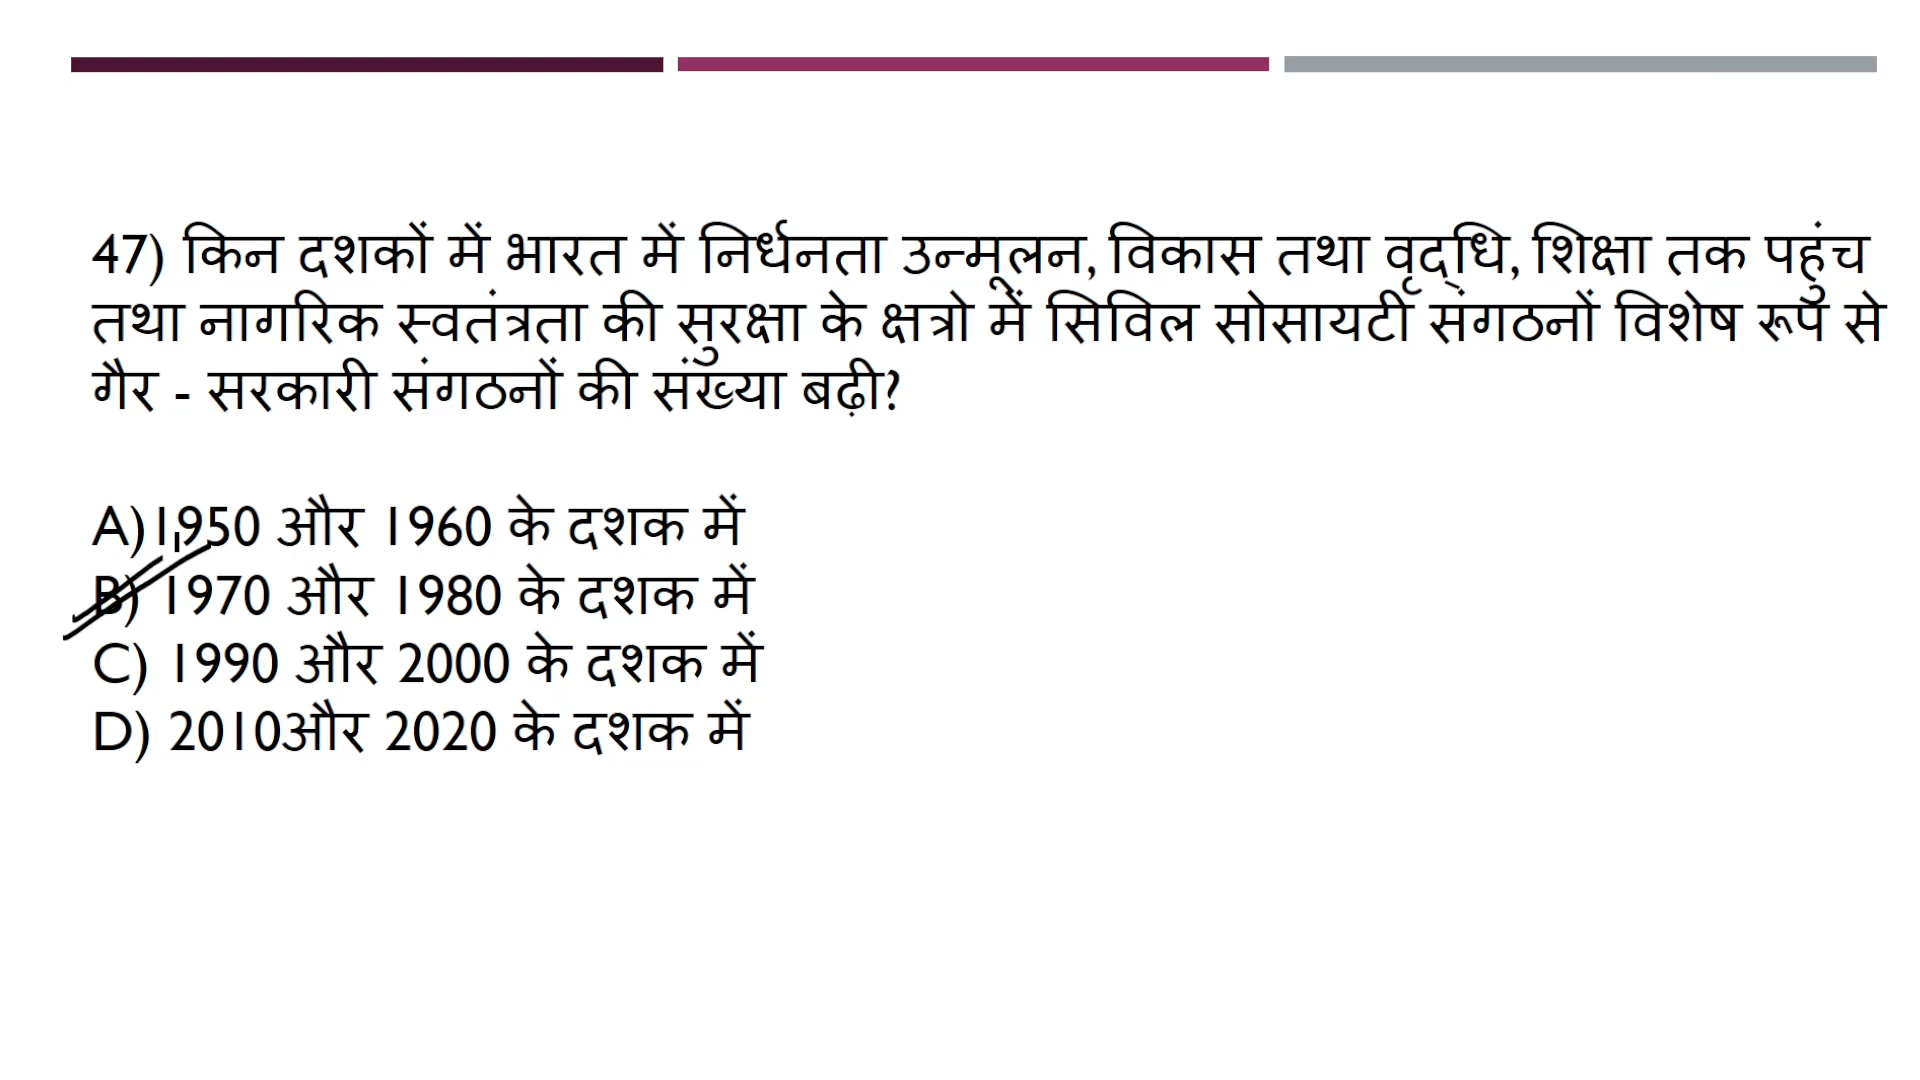 47) किन दशकों में भारत में निर्धनता उन्मूलन, विकास तथा वृद्धि, शिक्षा तक पहुंच
तथा नागरिक स्वतंत्रता की सुरक्षा के क्षत्रो में सिविल सोसायटी संगठनों विशेष रूप से
गैर - सरकारी संगठनों की संख्या बढ़ी?
A)1950 और 1960 के दशक में
B) 1970 और 1980 के दशक में
C) 1990 और 2000 के दशक में
D) 2010और 2020 के दशक में